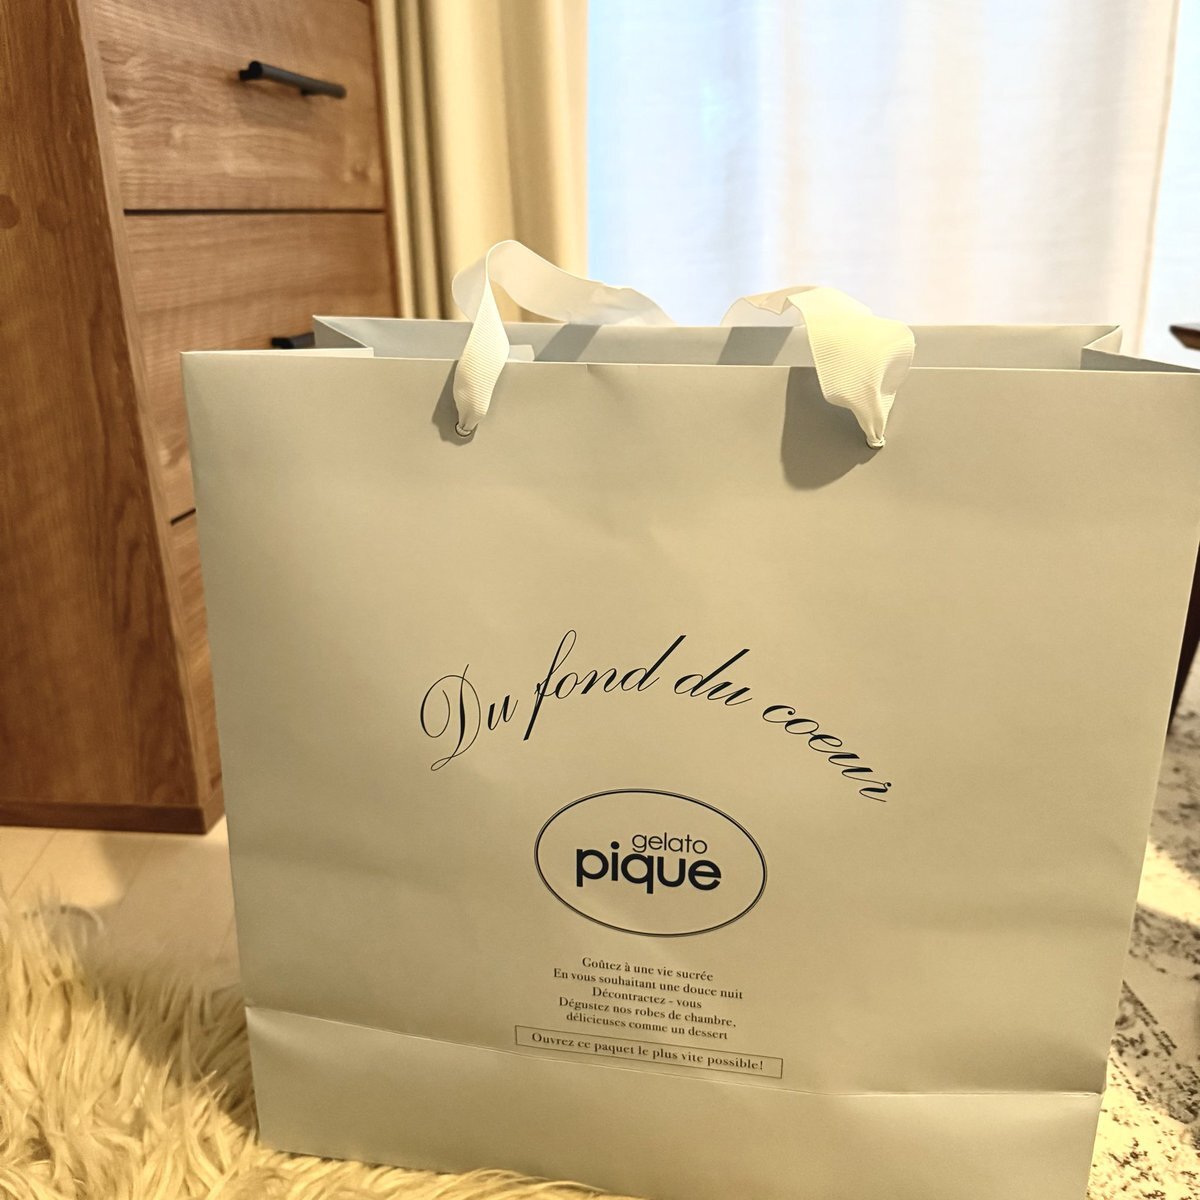 Du fond du coeur
gelato
pique
Goûtez à une vie sucrée
En vous souhaitant une douce nuit
Décontractez - vous
Dégustez nos robes de chambre,
délicieuses comme un dessert
Ouvrez ce paquet le plus vite possible!